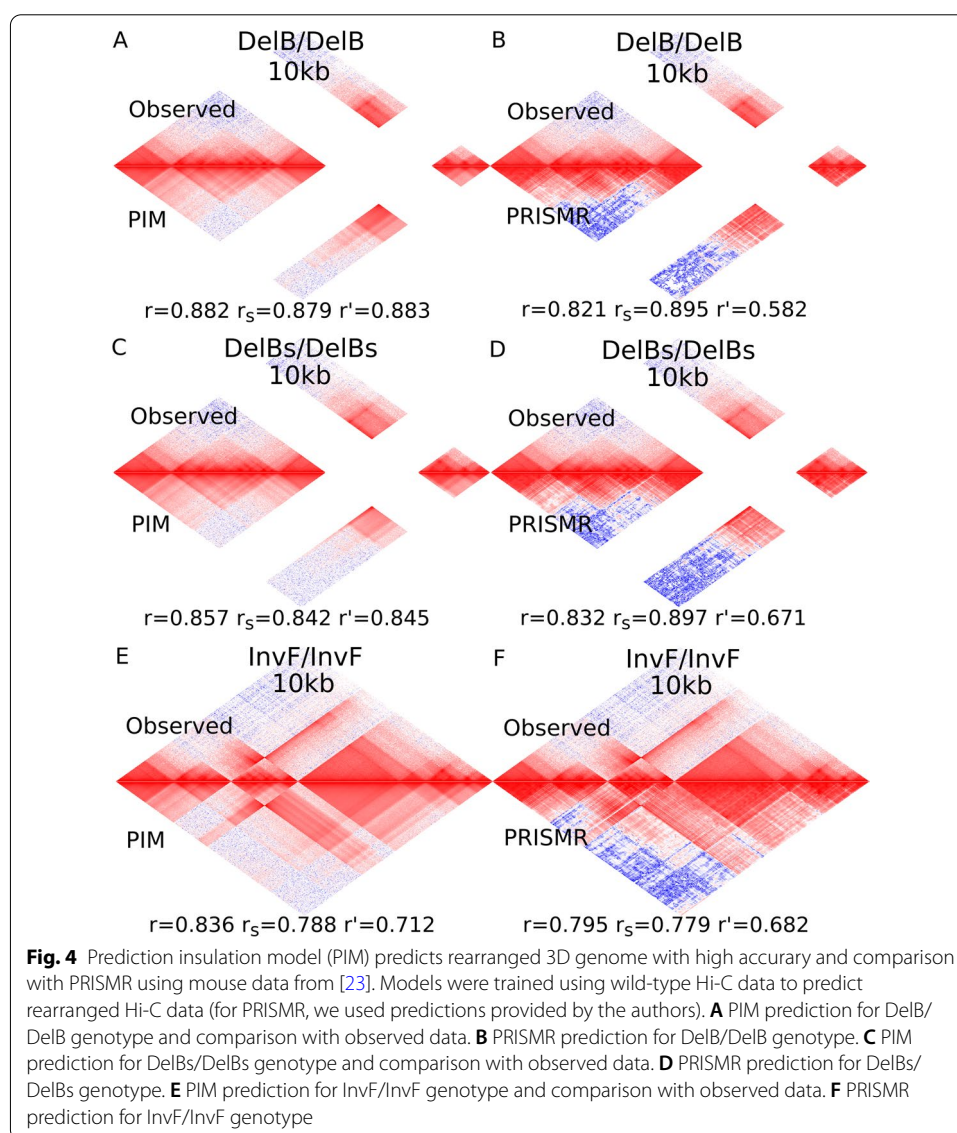 A
DelB/DelB
10kb
Observed
PIM
r=0.882 rs=0.879 r'=0.883
B
DelB/DelB
10kb
Observed
PRISMR
r=0.821 rs=0.895 r'=0.582
C
DelBs/DelBs
10kb
Observed
PIM
r=0.857 rs=0.842 r'=0.845
D
DelBs/DelBs
10kb
Observed
PRISMR
r=0.832 rs=0.897 r'=0.671
E
InvF/InvF
10kb
Observed
PIM
r=0.836 rs=0.788 r'=0.712
F
InvF/InvF
10kb
Observed
PRISMR
r=0.795 rs=0.779 r'=0.682
Fig. 4 Prediction insulation model (PIM) predicts rearranged 3D genome with high accurary and comparison
with PRISMR using mouse data from [23]. Models were trained using wild-type Hi-C data to predict
rearranged Hi-C data (for PRISMR, we used predictions provided by the authors). A PIM prediction for DelB/
DelB genotype and comparison with observed data. B PRISMR prediction for DelB/DelB genotype. C PIM
prediction for DelBs/DelBs genotype and comparison with observed data. D PRISMR prediction for DelBs/
DelBs genotype. E PIM prediction for InvF/InvF genotype and comparison with observed data. F PRISMR
prediction for InvF/InvF genotype